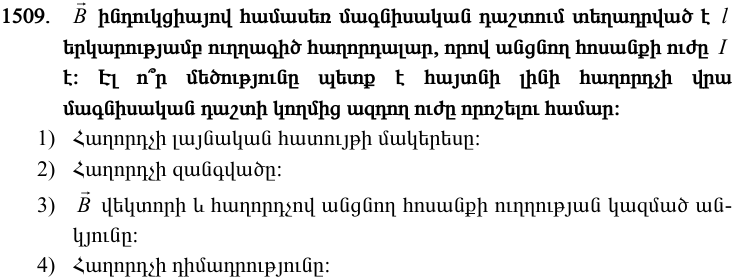 1509. $\vec{B}$ ինդուկցիայով համասեռ մագնիսական դաշտում տեղադրված է $l$
երկարությամբ ուղղագիծ հաղորդալար, որով անցնող հոսանքի ուժը $I$
է: Էլ ո՞ր մեծությունը պետք է հայտնի լինի հաղորդչի վրա
մագնիսական դաշտի կողմից ազդող ուժը որոշելու համար:
1) Հաղորդչի լայնական հատույթի մակերեսը:
2) Հաղորդչի զանգվածը:
3) $\vec{B}$ վեկտորի և հաղորդչով անցնող հոսանքի ուղղության կազմած ան-
կյունը:
4) Հաղորդչի դիմադրությունը: